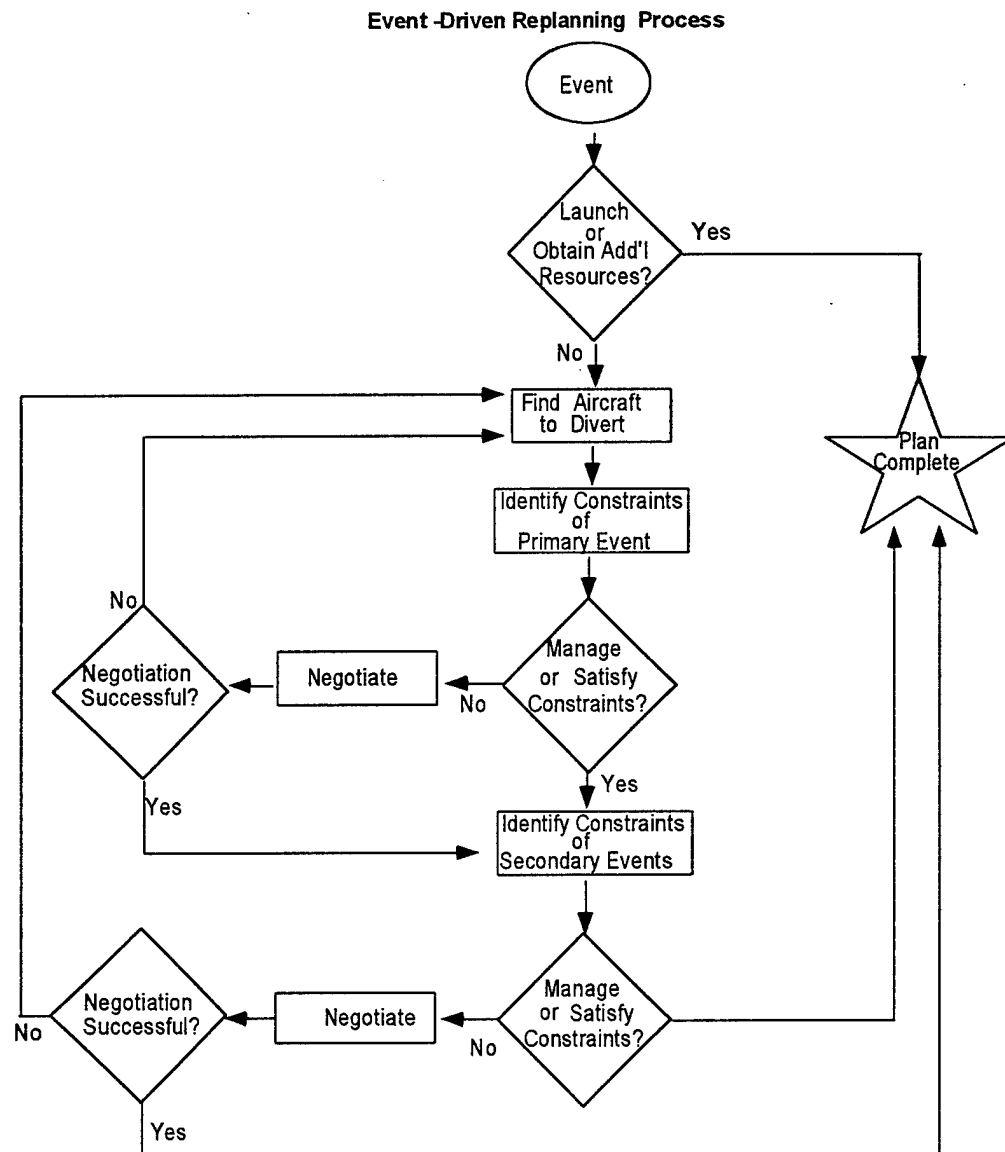 Event -Driven Replanning Process
Event
Launch
or
Obtain Add'l
Resources?
Yes
No
Find Aircraft
to Divert
Plan
Complete
Identify Constraints
of
Primary Event
No
Negotiation
Successful?
Negotiate
No
Manage
or Satisfy
Constraints?
Yes
Yes
Identify Constraints
of
Secondary Events
Negotiation
Successful?
No
Negotiate
No
Manage
or Satisfy
Constraints?
Yes